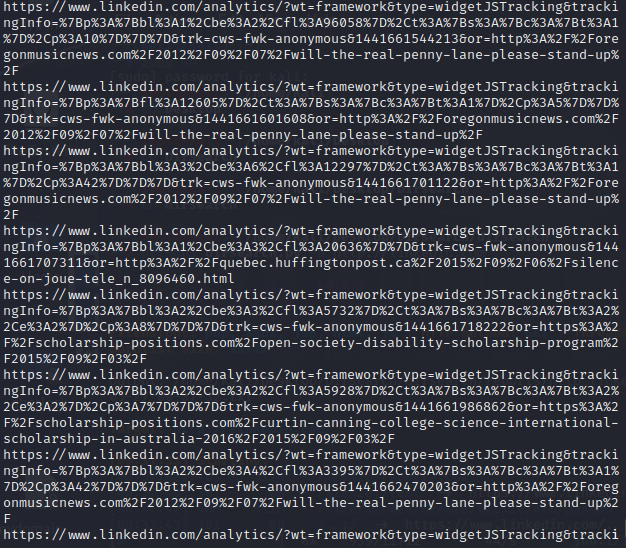 https://www.linkedin.com/analytics/?wt=framework&type=widgetJSTracking&tracki
ngInfo=%7Bp%3A%7Bbl%3A1%2Cbe%3A2%2Cfl%3A96058%7D%2Ct%3A%7Bs%3A%7Bc%3A%7Bt%3A1
%7D%2Cp%3A10%7D%7D%7D&trk=cws-fwk-anonymous&1441661544213&or=http%3A%2F%2Fore
gonmusicnews.com%2F2012%2F09%2F07%2Fwill-the-real-penny-lane-please-stand-up%
2F
https://www.linkedin.com/analytics/?wt=framework&type=widgetJSTracking&tracki
ngInfo=%7Bp%3A%7Bfl%3A12605%7D%2Ct%3A%7Bs%3A%7Bc%3A%7Bt%3A1%7D%2Cp%3A5%7D%7D%
7D&trk=cws-fwk-anonymous&1441661601608&or=http%3A%2F%2Foregonmusicnews.com%2F
2012%2F09%2F07%2Fwill-the-real-penny-lane-please-stand-up%2F
https://www.linkedin.com/analytics/?wt=framework&type=widgetJSTracking&tracki
ngInfo=%7Bp%3A%7Bbl%3A3%2Cbe%3A6%2Cfl%3A12297%7D%2Ct%3A%7Bs%3A%7Bc%3A%7Bt%3A1
%7D%2Cp%3A42%7D%7D%7D&trk=cws-fwk-anonymous&1441661701122&or=http%3A%2F%2Fore
gonmusicnews.com%2F2012%2F09%2F07%2Fwill-the-real-penny-lane-please-stand-up%
2F
https://www.linkedin.com/analytics/?wt=framework&type=widgetJSTracking&tracki
ngInfo=%7Bp%3A%7Bbl%3A1%2Cbe%3A3%2Cfl%3A20636%7D%7D&trk=cws-fwk-anonymous&144
1661707311&or=http%3A%2F%2Fquebec.huffingtonpost.ca%2F2015%2F09%2F06%2Fsilenc
e-on-joue-tele_n_8096460.html
https://www.linkedin.com/analytics/?wt=framework&type=widgetJSTracking&tracki
ngInfo=%7Bp%3A%7Bbl%3A2%2Cbe%3A3%2Cfl%3A5732%7D%2Ct%3A%7Bs%3A%7Bc%3A%7Bt%3A2%
2Ce%3A2%7D%2Cp%3A8%7D%7D%7D&trk=cws-fwk-anonymous&1441661718222&or=https%3A%2
F%2Fscholarship-positions.com%2Fopen-society-disability-scholarship-program%2
F2015%2F09%2F03%2F
https://www.linkedin.com/analytics/?wt=framework&type=widgetJSTracking&tracki
ngInfo=%7Bp%3A%7Bbl%3A2%2Cbe%3A2%2Cfl%3A5928%7D%2Ct%3A%7Bs%3A%7Bc%3A%7Bt%3A2%
2Ce%3A2%7D%2Cp%3A7%7D%7D%7D&trk=cws-fwk-anonymous&1441661986862&or=https%3A%2
F%2Fscholarship-positions.com%2Fcurtin-canning-college-science-international-
scholarship-in-australia-2016%2F2015%2F09%2F03%2F
https://www.linkedin.com/analytics/?wt=framework&type=widgetJSTracking&tracki
ngInfo=%7Bp%3A%7Bbl%3A2%2Cbe%3A4%2Cfl%3A3395%7D%2Ct%3A%7Bs%3A%7Bc%3A%7Bt%3A1%
7D%2Cp%3A42%7D%7D%7D&trk=cws-fwk-anonymous&1441662470203&or=http%3A%2F%2Foreg
onmusicnews.com%2F2012%2F09%2F07%2Fwill-the-real-penny-lane-please-stand-up%2
F
https://www.linkedin.com/analytics/?wt=framework&type=widgetJSTracking&tracki